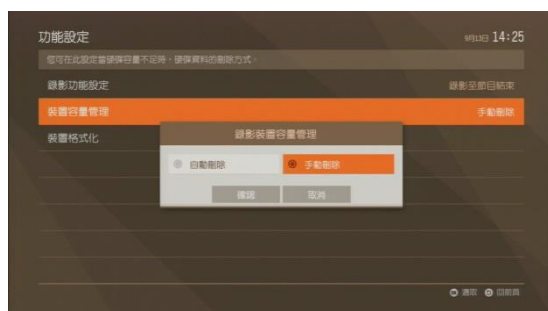 功能設定
9月13日 14:25
您可在此設定當硬碟容量不足時，硬碟資料的刪除方式。
錄影功能設定 錄影至節目結束
裝置容量管理 手動刪除
裝置格式化
錄影裝置容量管理
自動刪除 手動刪除
確認 取消
選取 回前頁